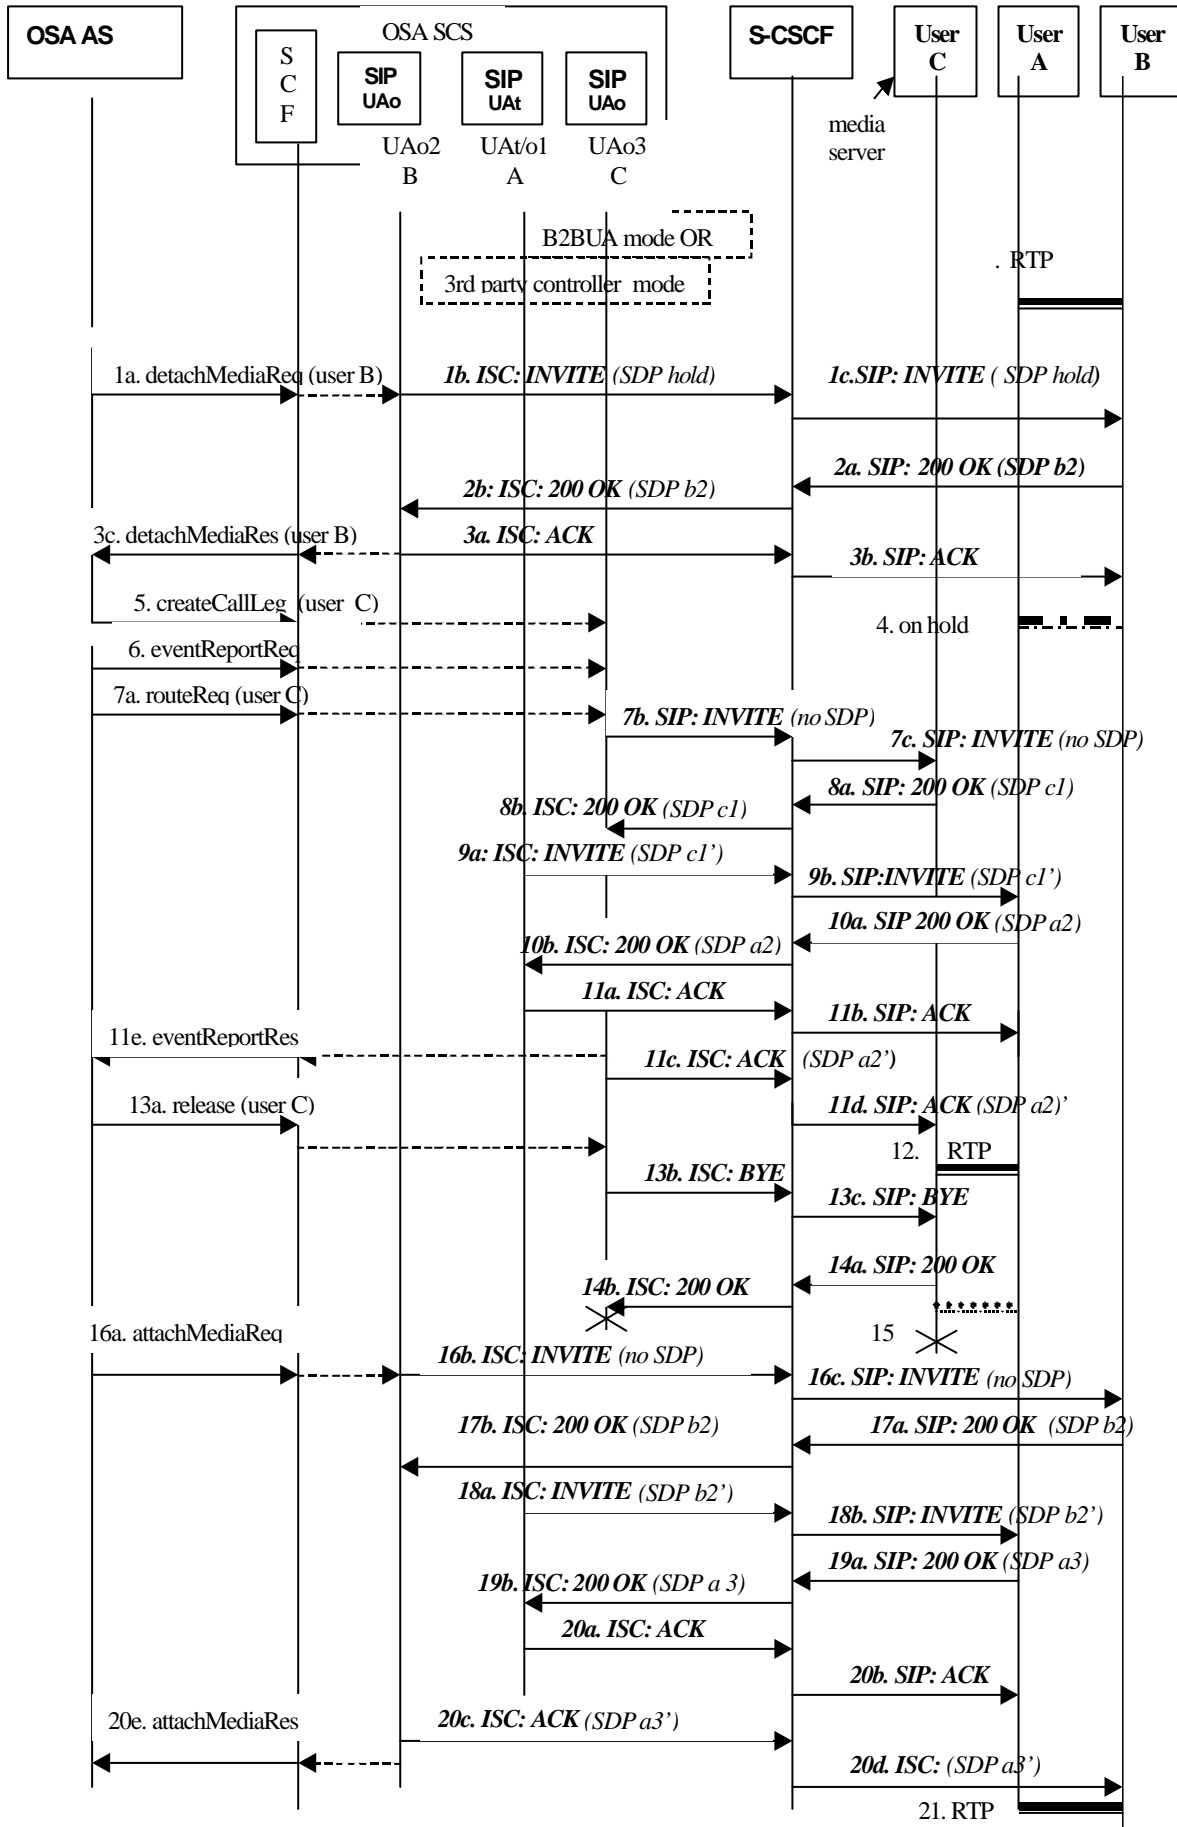 OSA AS
OSA SCS
S
C
F
SIP
UAo
SIP
UAt
SIP
UAo
S-CSCF
User
C
User
A
User
B
media
server
UAo2
B
UAt/o1
A
UAo3
C
B2BUA mode OR
3rd party controller mode
. RTP
1a. detachMediaReq (user B)
1b. ISC: INVITE (SDP hold)
1c.SIP: INVITE ( SDP hold)
2a. SIP: 200 OK (SDP b2)
2b: ISC: 200 OK (SDP b2)
3c. detachMediaRes (user B)
3a. ISC: ACK
3b. SIP: ACK
5. createCallLeg (user C)
4. on hold
6. eventReportReq
7a. routeReq (user C)
7b. SIP: INVITE (no SDP)
7c. SIP: INVITE (no SDP)
8a. SIP: 200 OK (SDP c1)
8b. ISC: 200 OK (SDP c1)
9a: ISC: INVITE (SDP c1’)
9b. SIP:INVITE (SDP c1’)
10a. SIP 200 OK (SDP a2)
10b. ISC: 200 OK (SDP a2)
11a. ISC: ACK
11b. SIP: ACK
11e. eventReportRes
11c. ISC: ACK (SDP a2’)
13a. release (user C)
11d. SIP: ACK (SDP a2)’
12. RTP
13b. ISC: BYE
13c. SIP: BYE
14a. SIP: 200 OK
14b. ISC: 200 OK
15
16a. attachMediaReq
16b. ISC: INVITE (no SDP)
16c. SIP: INVITE (no SDP)
17b. ISC: 200 OK (SDP b2)
17a. SIP: 200 OK (SDP b2)
18a. ISC: INVITE (SDP b2’)
18b. SIP: INVITE (SDP b2’)
19a. SIP: 200 OK (SDP a3)
19b. ISC: 200 OK (SDP a 3)
20a. ISC: ACK
20b. SIP: ACK
20e. attachMediaRes
20c. ISC: ACK (SDP a3’)
20d. ISC: (SDP a3’)
21. RTP